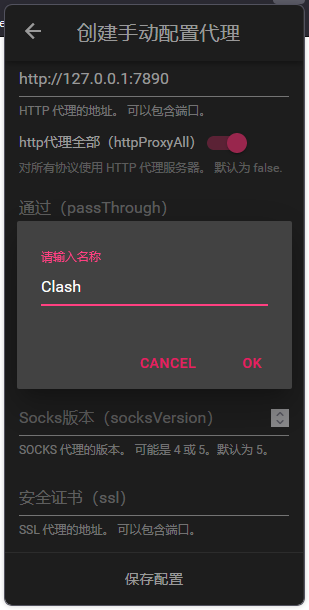 创建手动配置代理
http://127.0.0.1:7890
HTTP 代理的地址。 可以包含端口。
http代理全部（httpProxyAll）
对所有协议使用 HTTP 代理服务器。 默认为 false.
通过（passThrough）
请输入名称
Clash
CANCEL OK
Socks版本（socksVersion）
SOCKS 代理的版本。 可能是 4 或 5。默认为 5。
安全证书（ssl）
SSL 代理的地址。 可以包含端口。
保存配置